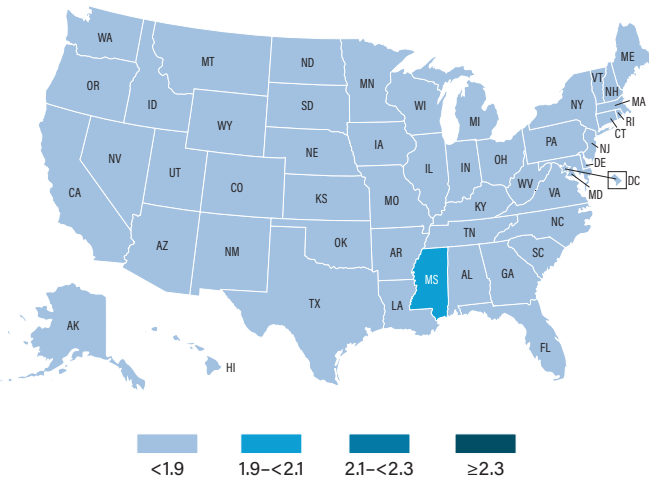 WA
OR
CA
NV
ID
MT
WY
UT
AZ
CO
NM
ND
SD
NE
KS
OK
TX
MN
IA
MO
AR
LA
WI
IL
MS
MI
IN
OH
KY
TN
AL
GA
FL
SC
NC
VA
WV
PA
NY
VT
NH
ME
MA
RI
CT
NJ
DE
DC
MD
AK
HI
<1.9 1.9–<2.1 2.1–<2.3 ≥2.3